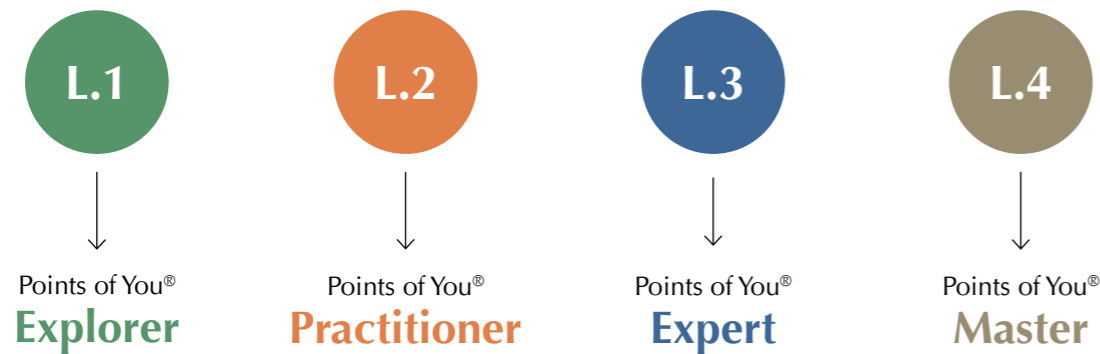 L.1
L.2
L.3
L.4
Points of You®
Explorer
Points of You®
Practitioner
Points of You®
Expert
Points of You®
Master